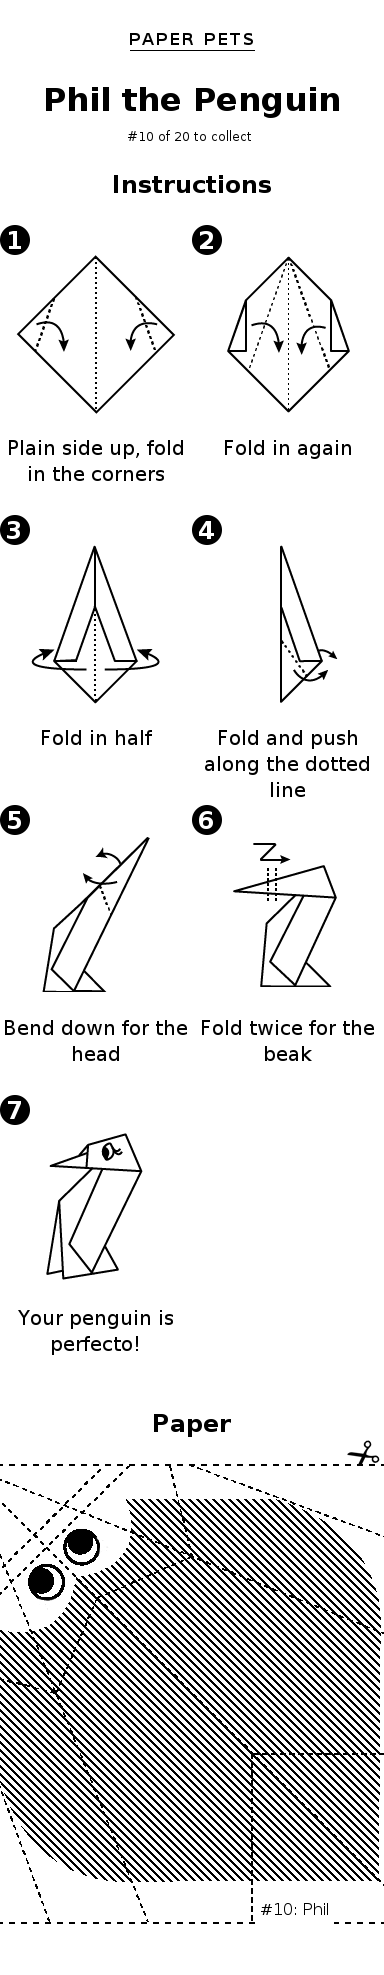 PAPER PETS
Phil the Penguin
#10 of 20 to collect
Instructions
1
2
Plain side up, fold
in the corners
Fold in again
3
4
Fold in half
Fold and push
along the dotted
line
5
6
Bend down for the
head
Fold twice for the
beak
7
Your penguin is
perfecto!
Paper
#10: Phil